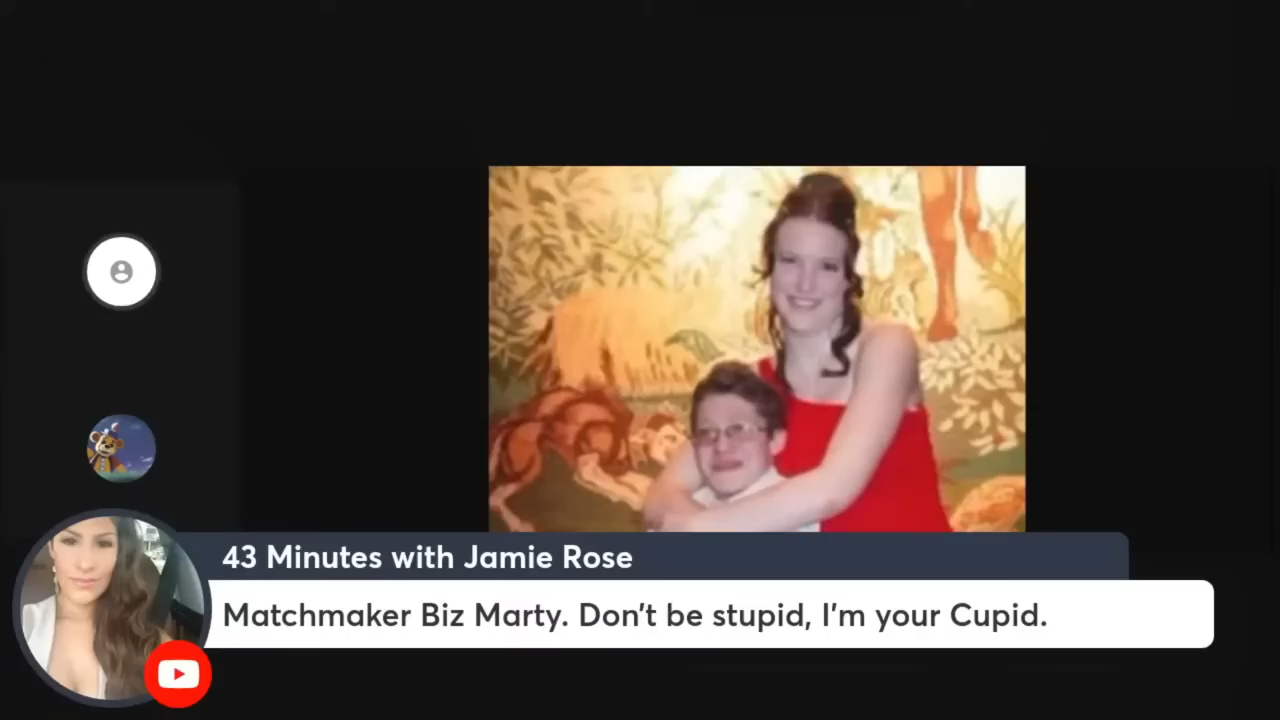 43 Minutes with Jamie Rose
Matchmaker Biz Marty. Don't be stupid, I'm your Cupid.